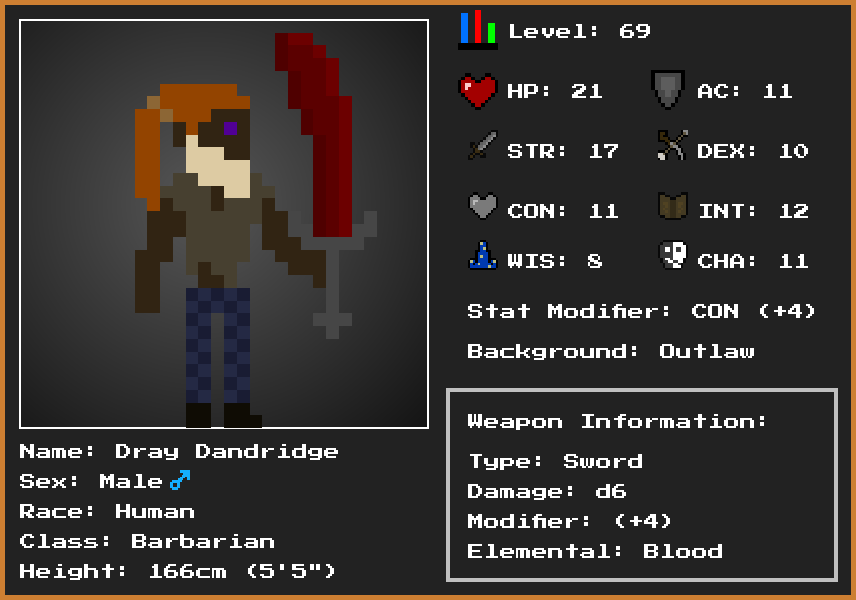 Level: 69
HP: 21
AC: 11
STR: 17
DEX: 10
CON: 11
INT: 12
WIS: 8
CHA: 11
Stat Modifier: CON (+4)
Background: Outlaw
Weapon Information:
Type: Sword
Damage: d6
Modifier: (+4)
Elemental: Blood
Name: Dray Dandridge
Sex: Male♂
Race: Human
Class: Barbarian
Height: 166cm (5'5")